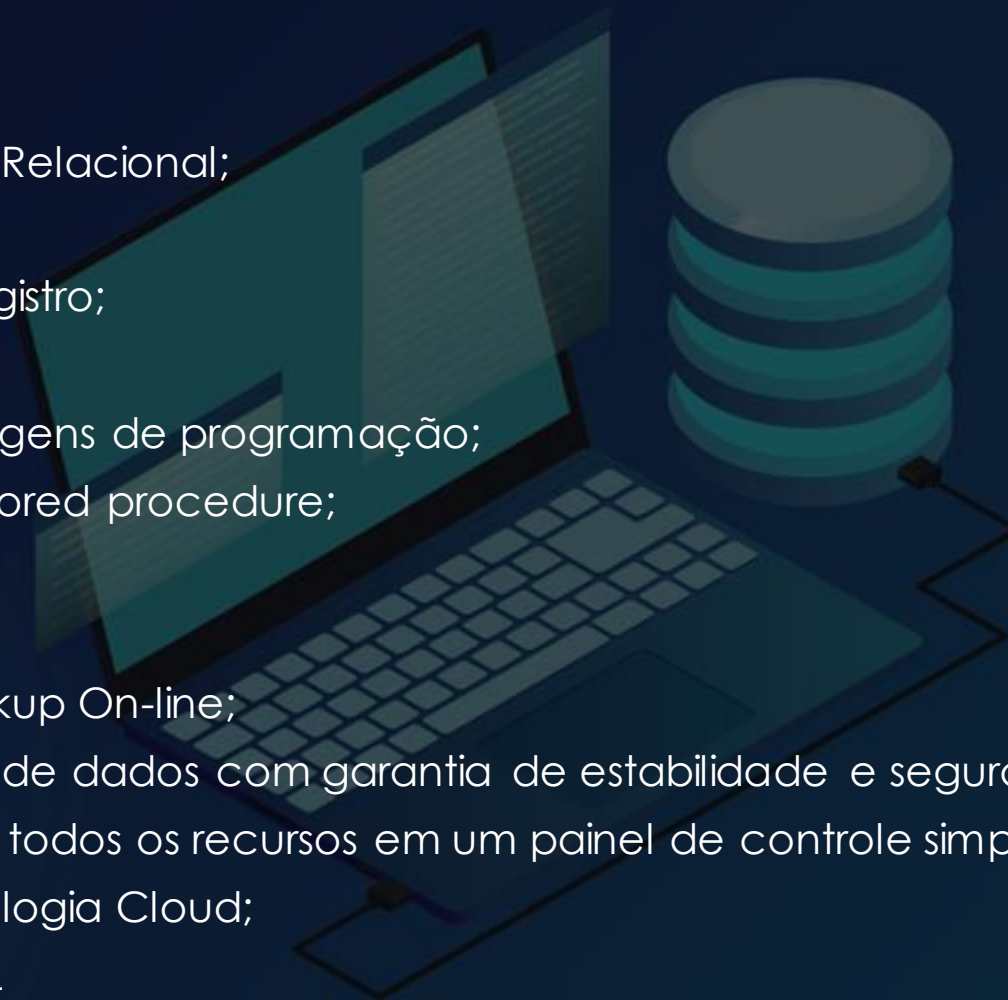 Relacional;
gistro;
gens de programação;
ored procedure;
kup On-line;
de dados com garantia de estabilidade e segur
todos os recursos em um painel de controle simp
logia Cloud;